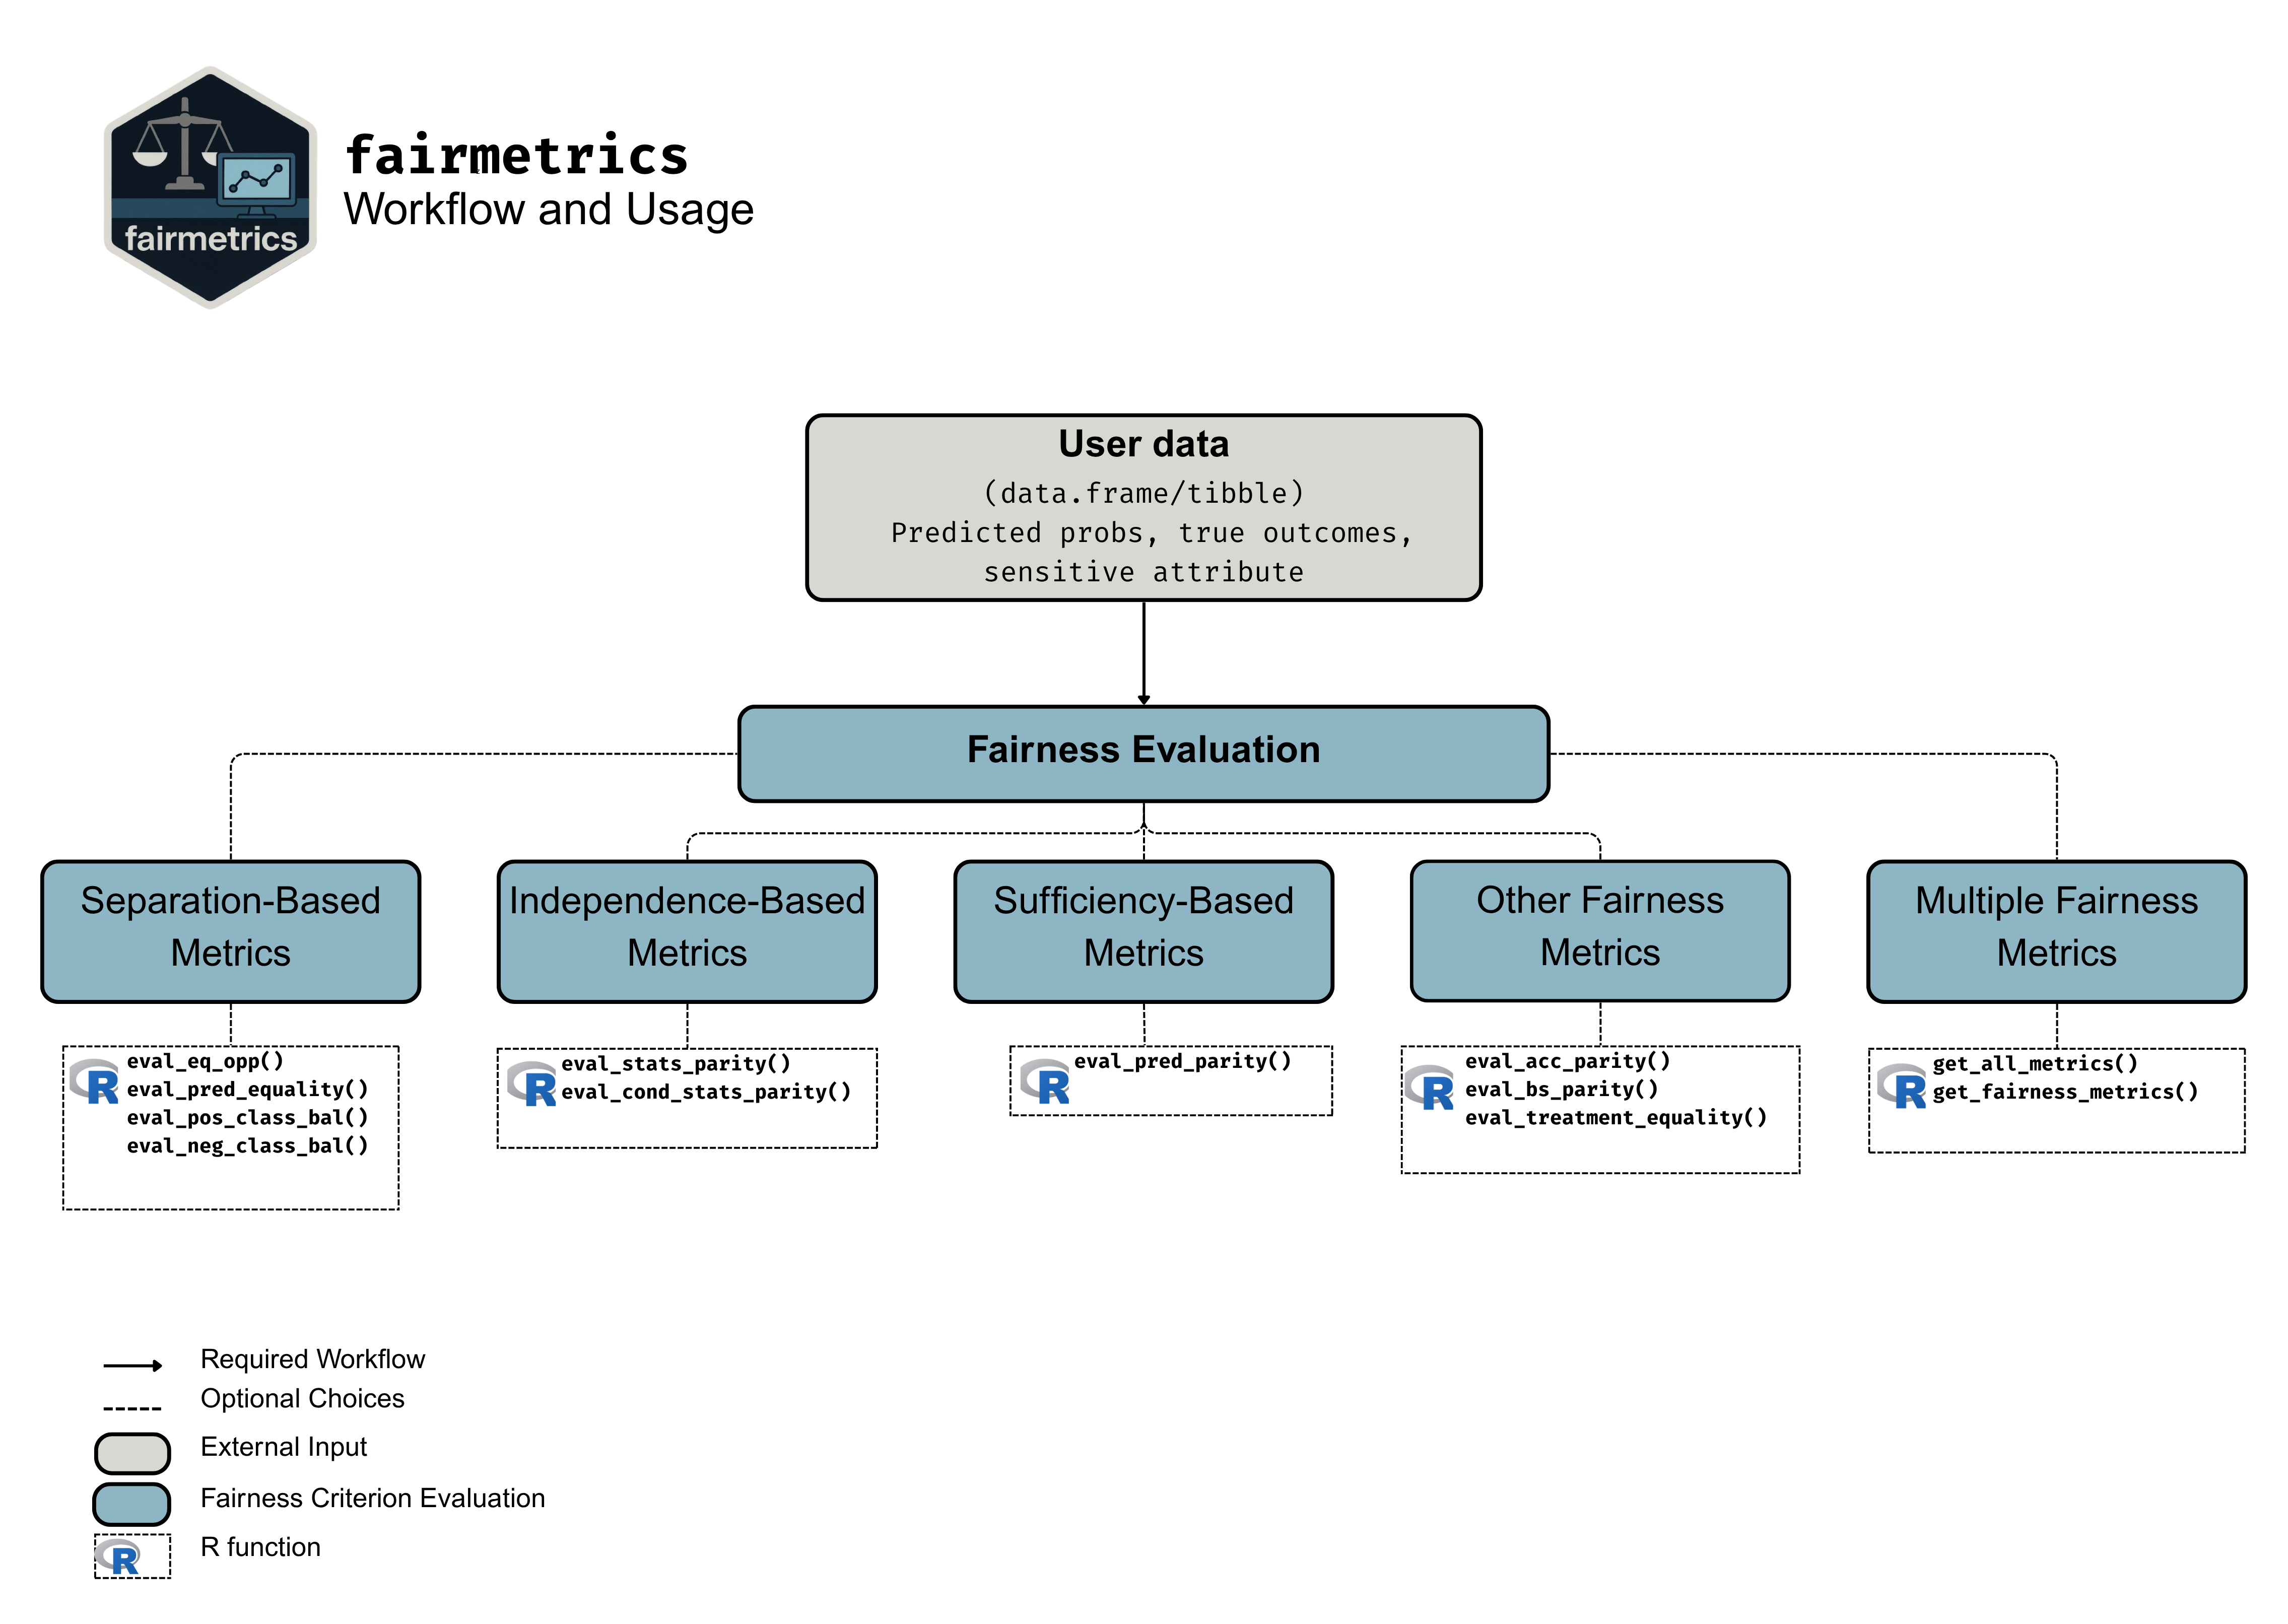 fairmetrics
fairmetrics
Workflow and Usage
User data
(data.frame/tibble)
Predicted probs, true outcomes,
sensitive attribute
Fairness Evaluation
Separation-Based
Metrics
Independence-Based
Metrics
Sufficiency-Based
Metrics
Other Fairness
Metrics
Multiple Fairness
Metrics
R
eval_eq_opp()
eval_pred_equality()
eval_pos_class_bal()
eval_neg_class_bal()
R
eval_stats_parity()
eval_cond_stats_parity()
R
eval_pred_parity()
R
eval_acc_parity()
eval_bs_parity()
eval_treatment_equality()
R
get_all_metrics()
get_fairness_metrics()
Required Workflow
Optional Choices
External Input
Fairness Criterion Evaluation
R
R function